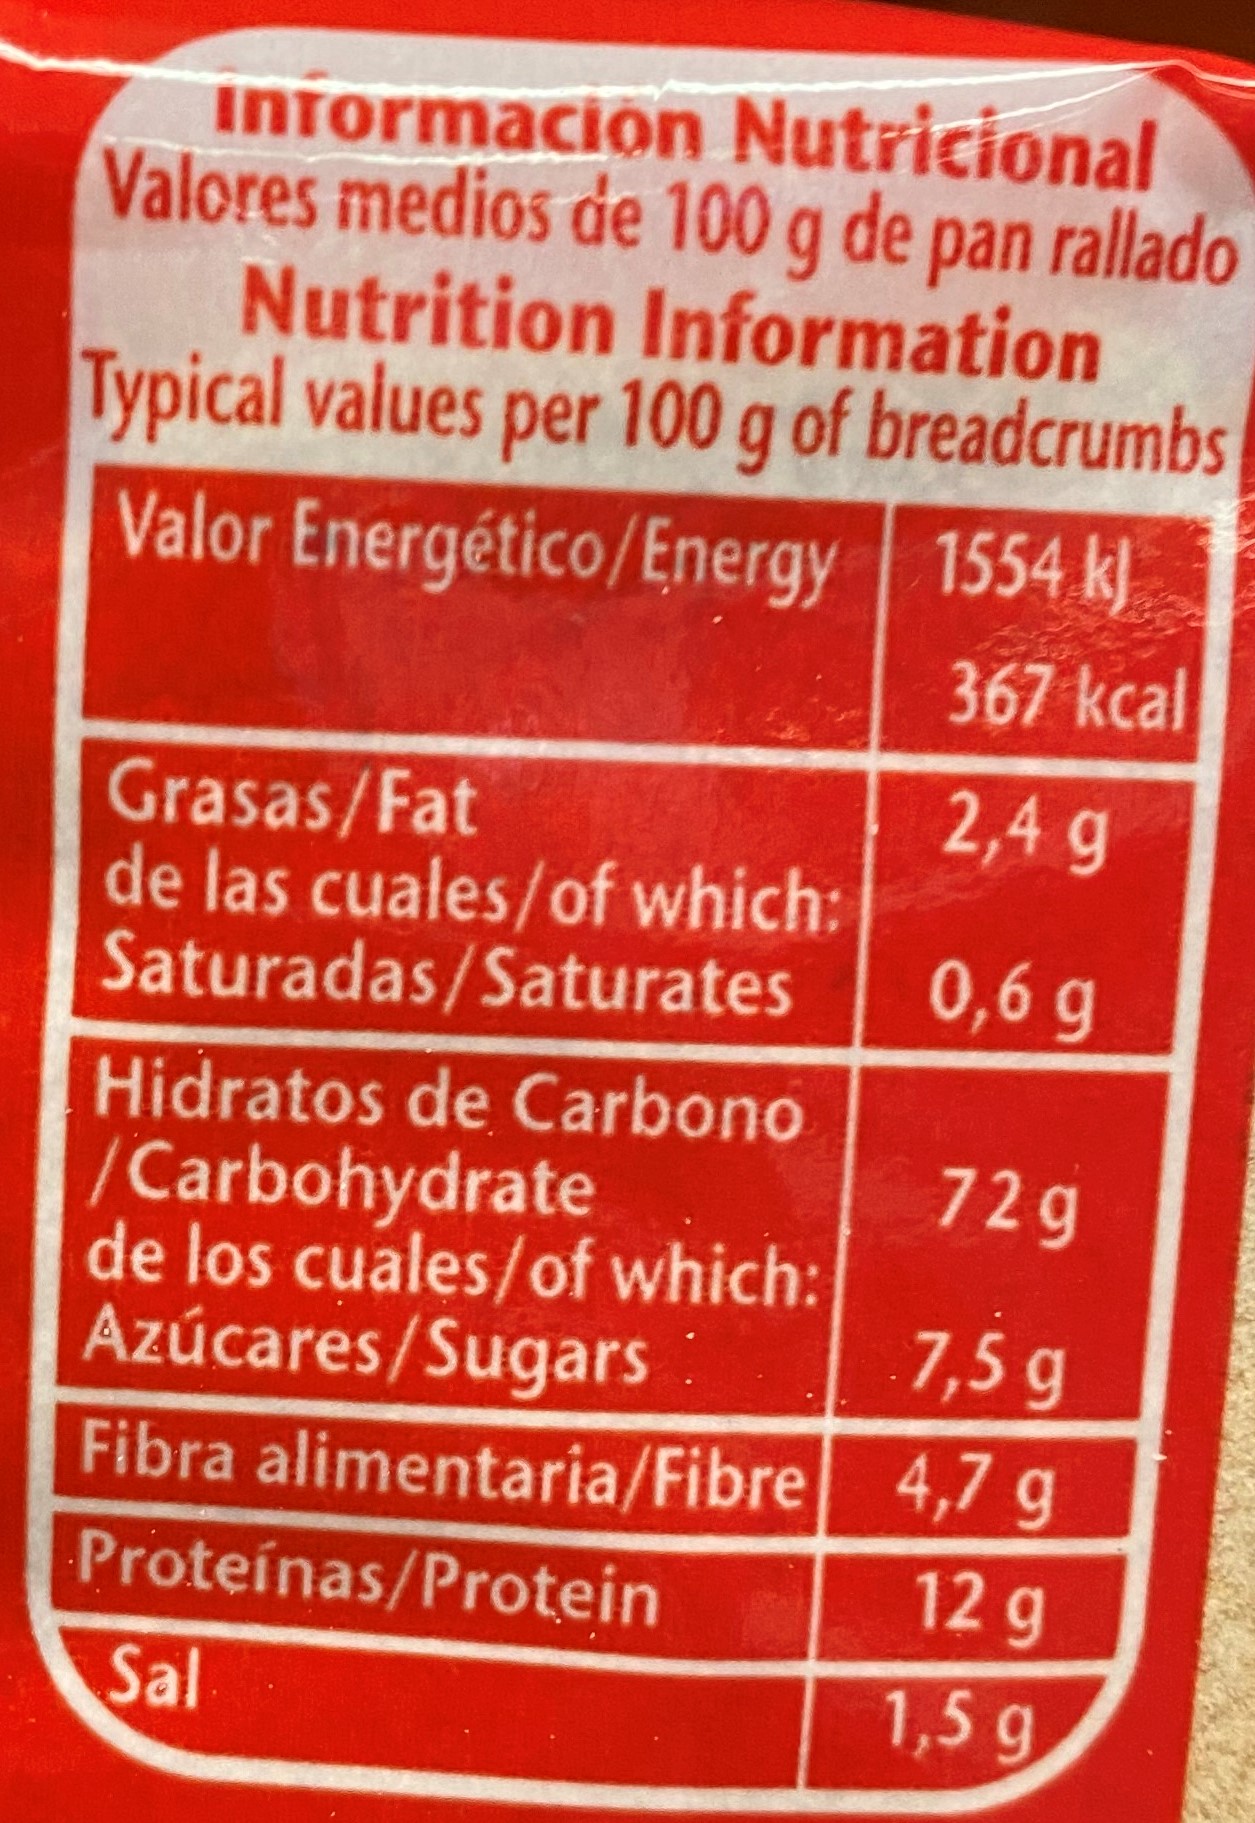 Información Nutricional
Valores medios de 100 g de pan rallado
Nutrition Information
Typical values per 100 g of breadcrumbs
Valor Energético/Energy 1554 kJ
367 kcal
Grasas/Fat 2,4 g
de las cuales/of which:
Saturadas/Saturates 0,6 g
Hidratos de Carbono
/Carbohydrate 72 g
de los cuales/of which:
Azúcares/Sugars 7,5 g
Fibra alimentaria/Fibre 4,7 g
Proteínas/Protein 12 g
Sal 1,5 g